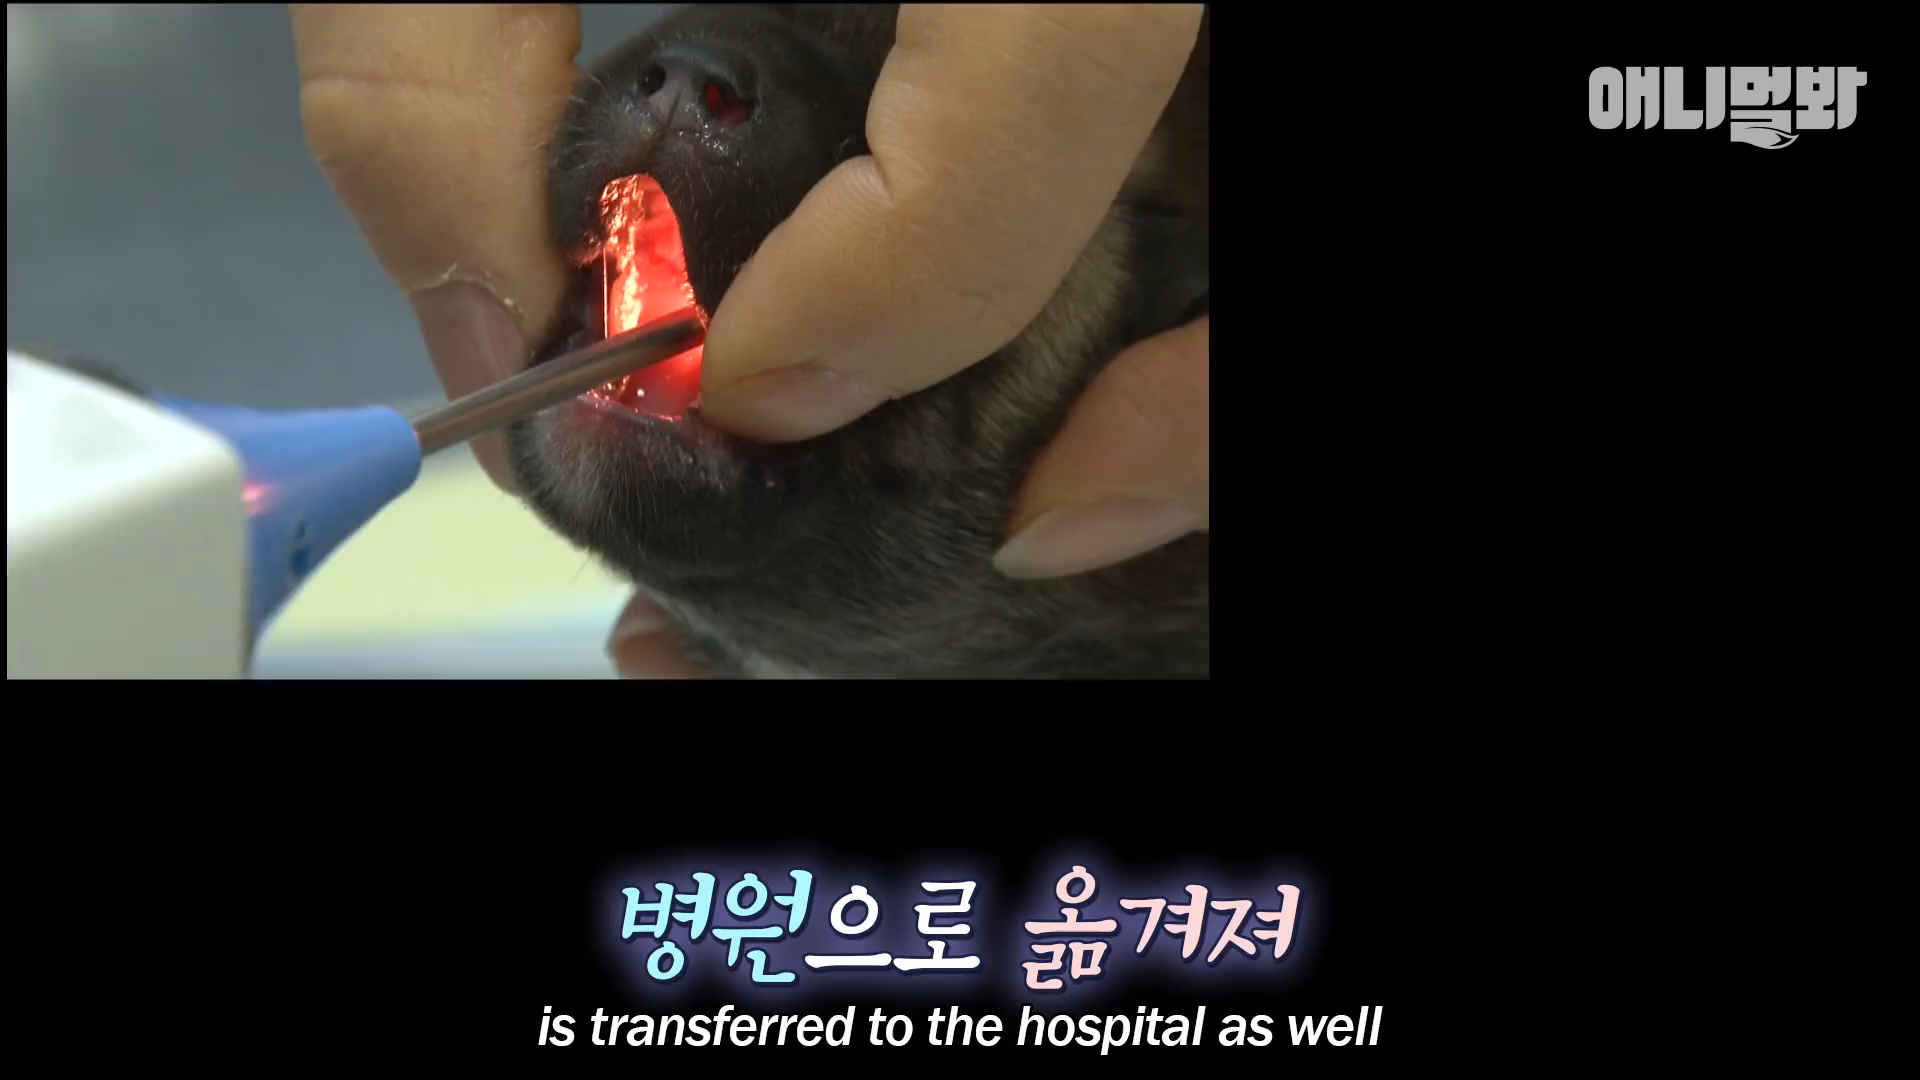 애니멀봐
병원으로 옮겨져
is transferred to the hospital as well